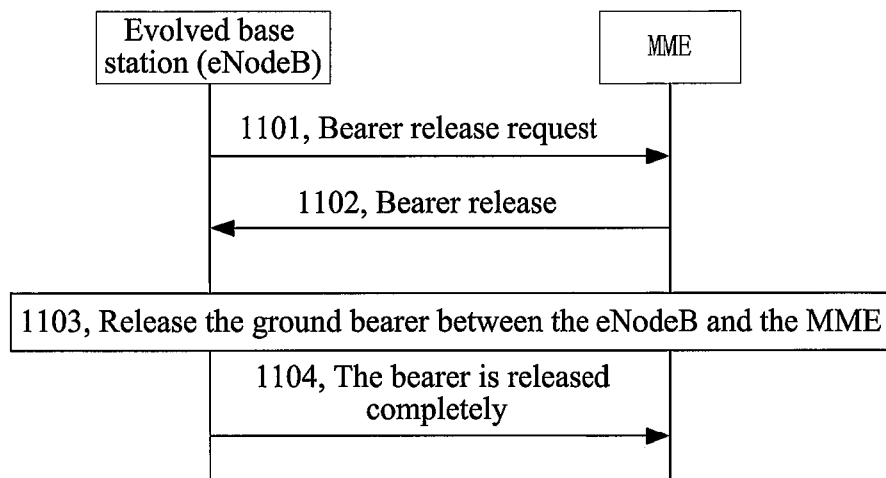 Evolved base
station (eNodeB)
MME
1101, Bearer release request
1102, Bearer release
1103, Release the ground bearer between the eNodeB and the MME
1104, The bearer is released
completely